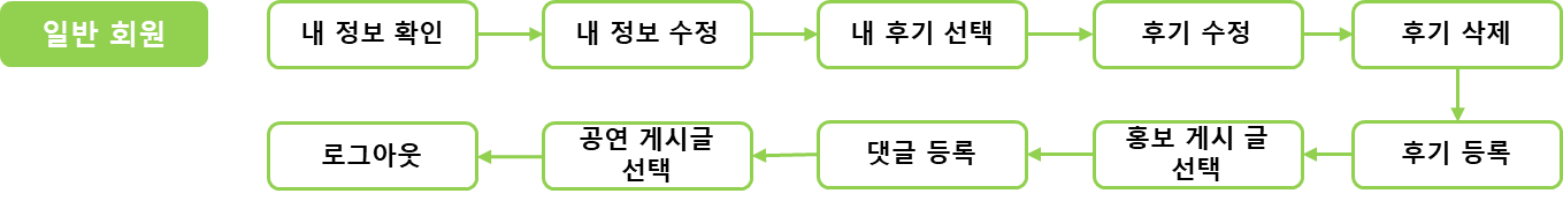 일반 회원
내 정보 확인
내 정보 수정
내 후기 선택
후기 수정
후기 삭제
후기 등록
홍보 게시 글
선택
댓글 등록
공연 게시글
선택
로그아웃